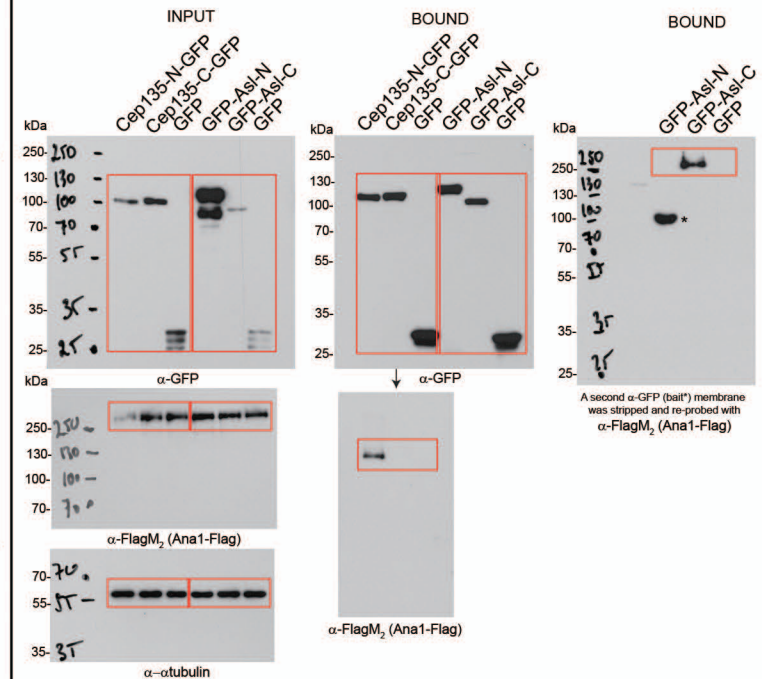 INPUT
BOUND
BOUND
Cep135-N-GFP
Cep135-C-GFP
GFP
GFP-Asl-N
GFP-Asl-C
GFP
Cep135-N-GFP
Cep135-C-GFP
GFP
GFP-Asl-N
GFP-Asl-C
GFP
GFP-Asl-N
GFP-Asl-C
GFP
kDa
250- 250 -
130- 130 -
100- 100 •
70- 70 •
55- 55 -
35- 35 -
25- 25 •
α-GFP
kDa
250-
130-
100-
70-
55-
35-
25-
α-GFP
kDa
250- 250
130- 130
100- 100
70- 70
55- 55
35- 35
25- 25
*
A second α-GFP (bait*) membrane
was stripped and re-probed with
α-FlagM2 (Ana1-Flag)
kDa
250- 250 -
130- 130 -
100- 100 -
70- 70
α-FlagM2 (Ana1-Flag)
α-FlagM2 (Ana1-Flag)
70- 70
55- 55 -
35- 35
α–αtubulin